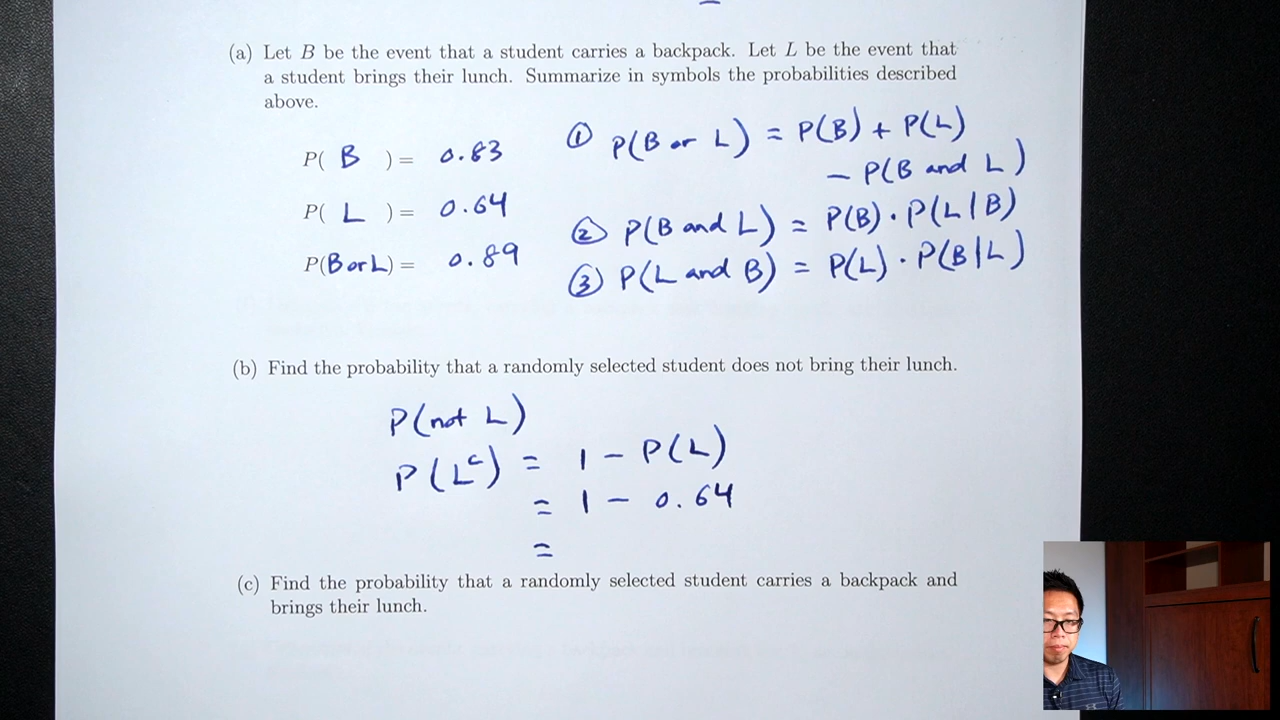 (a) Let B be the event that a student carries a backpack. Let L be the event that
a student brings their lunch. Summarize in symbols the probabilities described
above.
P( B ) = 0.83
P( L ) = 0.64
P(B or L) = 0.89
① P(B or L) = P(B) + P(L)
- P(B and L)
② P(B and L) = P(B) · P(L|B)
③ P(L and B) = P(L) · P(B|L)
(b) Find the probability that a randomly selected student does not bring their lunch.
P(not L)
P(Lᶜ) = 1 - P(L)
= 1 - 0.64
=
(c) Find the probability that a randomly selected student carries a backpack and
brings their lunch.